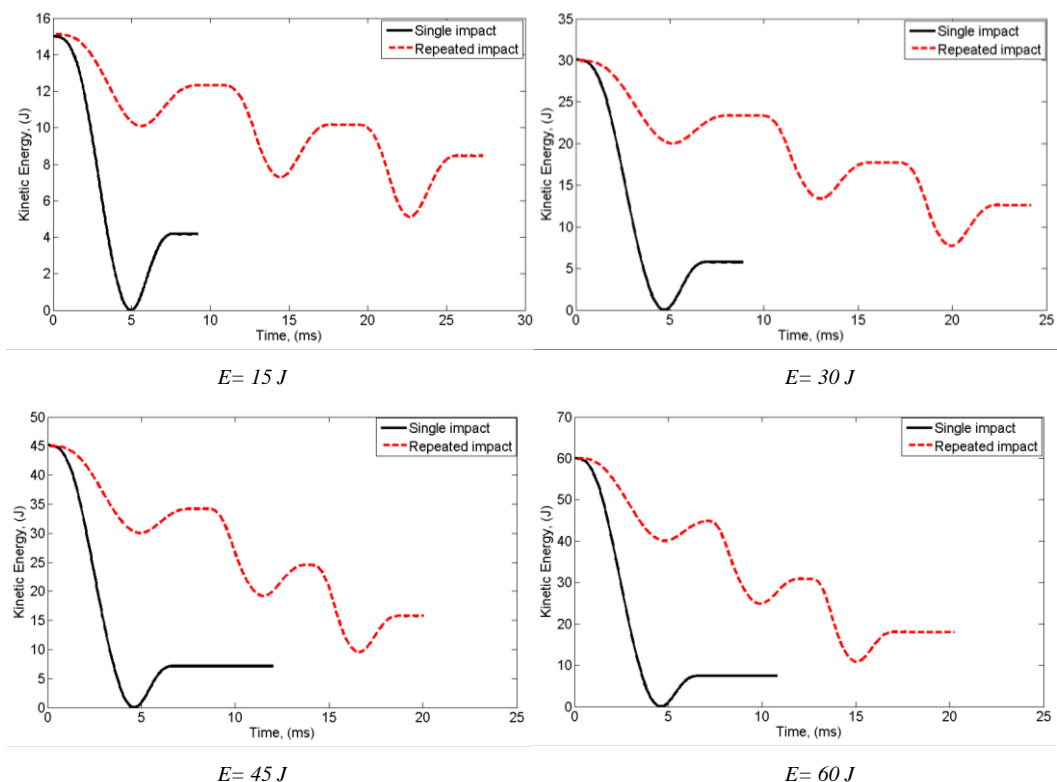 16
14
12
10
8
6
4
2
0
Kinetic Energy, (J)
Single impact
Repeated impact
0 5 10 15 20 25 30
Time, (ms)
E= 15 J
35
30
25
20
15
10
5
0
Kinetic Energy, (J)
Single impact
Repeated impact
0 5 10 15 20 25
Time, (ms)
E= 30 J
50
45
40
35
30
25
20
15
10
5
0
Kinetic Energy, (J)
Single impact
Repeated impact
0 5 10 15 20 25
Time, (ms)
E= 45 J
70
60
50
40
30
20
10
0
Kinetic Energy, (J)
Single impact
Repeated impact
0 5 10 15 20 25
Time, (ms)
E= 60 J